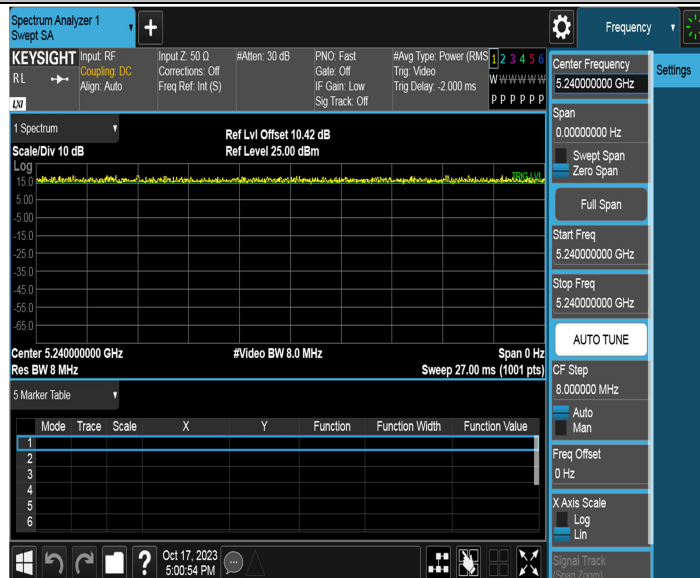 Spectrum Analyzer 1
Swept SA
+
Frequency
KEYSIGHT
RL
LXI
Input: RF
Coupling: DC
Align: Auto
Input Z: 50 Ω
Corrections: Off
Freq Ref: Int (S)
#Atten: 30 dB
PNO: Fast
Gate: Off
IF Gain: Low
Sig Track: Off
#Avg Type: Power (RMS
Trig: Video
Trig Delay: -2.000 ms
1 2 3 4 5 6
W W W W W W
P P P P P P
1 Spectrum
Scale/Div 10 dB
Ref Lvl Offset 10.42 dB
Ref Level 25.00 dBm
Log
15.0
5.00
-5.00
-15.0
-25.0
-35.0
-45.0
-55.0
-65.0
TRIG LVL
Center 5.240000000 GHz
#Video BW 8.0 MHz
Span 0 Hz
Res BW 8 MHz
Sweep 27.00 ms (1001 pts)
5 Marker Table
Mode Trace Scale X Y Function Function Width Function Value
1
2
3
4
5
6
?
Oct 17, 2023
5:00:54 PM
Center Frequency
5.240000000 GHz
Settings
Span
0.00000000 Hz
Swept Span
Zero Span
Full Span
Start Freq
5.240000000 GHz
Stop Freq
5.240000000 GHz
AUTO TUNE
CF Step
8.000000 MHz
Auto
Man
Freq Offset
0 Hz
X Axis Scale
Log
Lin
Signal Track
(Span Zoom)